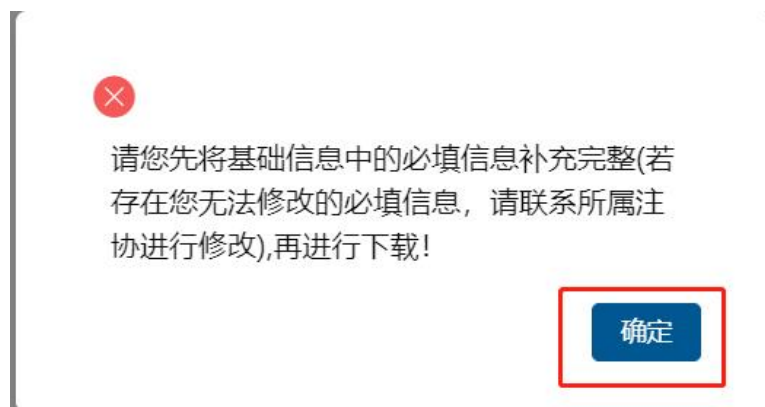 请您先将基础信息中的必填信息补充完整(若
存在您无法修改的必填信息，请联系所属注
协进行修改),再进行下载！
确定